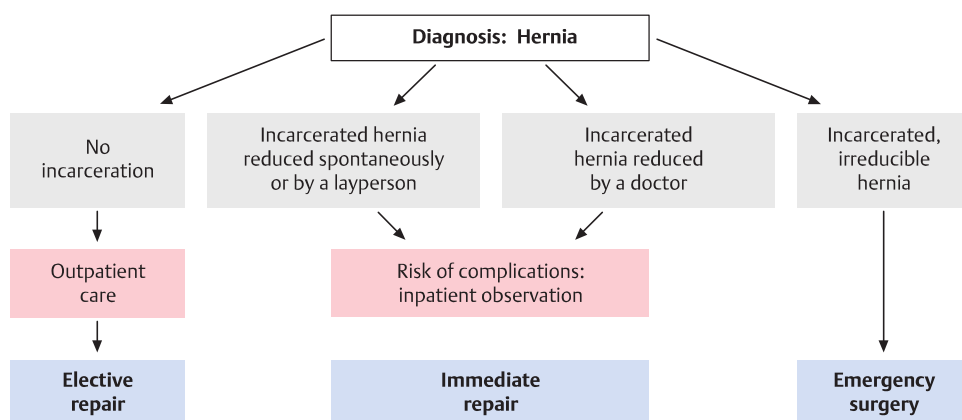 Diagnosis: Hernia
No
incarceration
Incarcerated hernia
reduced spontaneously
or by a layperson
Incarcerated
hernia reduced
by a doctor
Incarcerated,
irreducible
hernia
Outpatient
care
Risk of complications:
inpatient observation
Elective
repair
Immediate
repair
Emergency
surgery